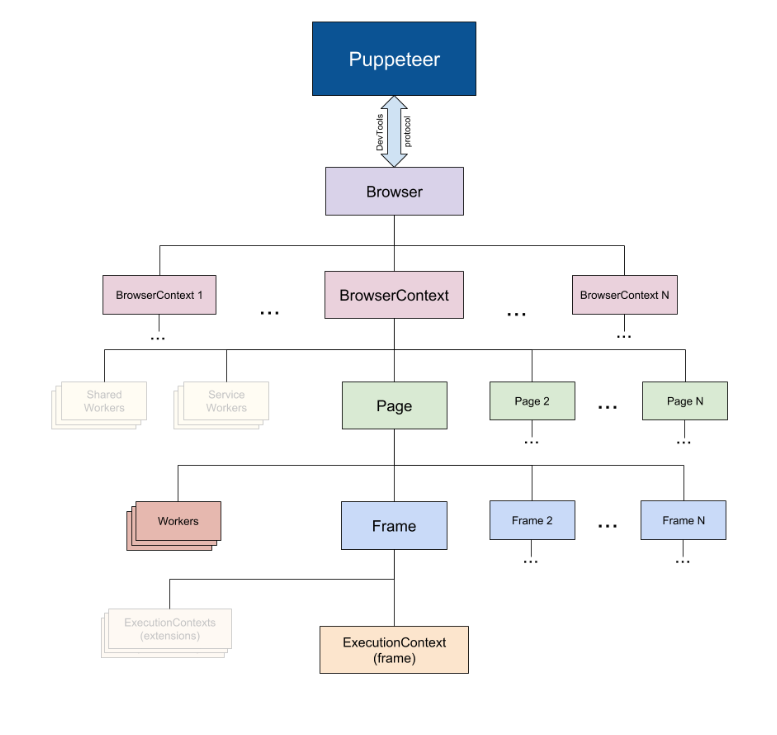 Puppeteer
DevTools
protocol
Browser
BrowserContext 1
...
BrowserContext
...
BrowserContext N
...
...
Shared
Workers
Service
Workers
Page
Page 2
...
Page N
...
...
Workers
Frame
Frame 2
...
Frame N
...
...
ExecutionContexts
(extensions)
ExecutionContext
(frame)